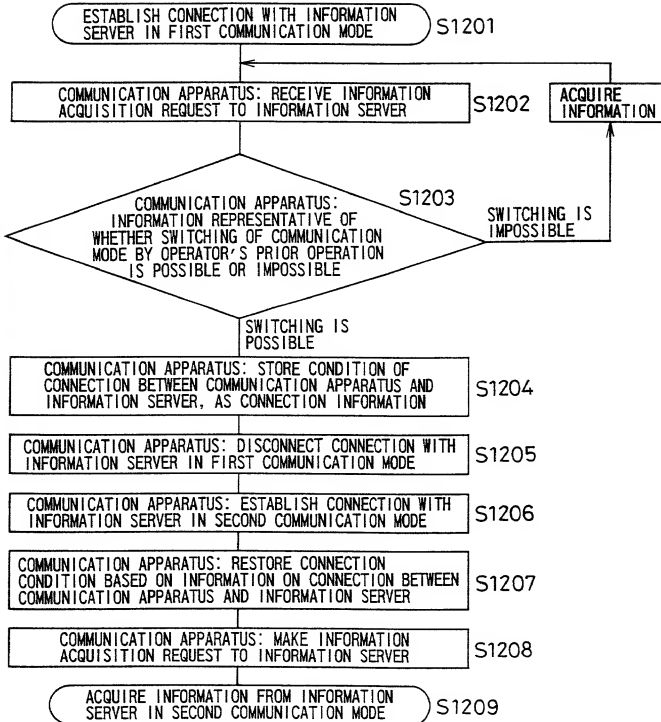 ESTABLISH CONNECTION WITH INFORMATION
SERVER IN FIRST COMMUNICATION MODE
S1201
COMMUNICATION APPARATUS: RECEIVE INFORMATION
ACQUISITION REQUEST TO INFORMATION SERVER
S1202
ACQUIRE
INFORMATION
COMMUNICATION APPARATUS:
INFORMATION REPRESENTATIVE OF
WHETHER SWITCHING OF COMMUNICATION
MODE BY OPERATOR'S PRIOR OPERATION
IS POSSIBLE OR IMPOSSIBLE
S1203
SWITCHING IS
IMPOSSIBLE
SWITCHING IS
POSSIBLE
COMMUNICATION APPARATUS: STORE CONDITION OF
CONNECTION BETWEEN COMMUNICATION APPARATUS AND
INFORMATION SERVER, AS CONNECTION INFORMATION
S1204
COMMUNICATION APPARATUS: DISCONNECT CONNECTION WITH
INFORMATION SERVER IN FIRST COMMUNICATION MODE
S1205
COMMUNICATION APPARATUS: ESTABLISH CONNECTION WITH
INFORMATION SERVER IN SECOND COMMUNICATION MODE
S1206
COMMUNICATION APPARATUS: RESTORE CONNECTION
CONDITION BASED ON INFORMATION ON CONNECTION BETWEEN
COMMUNICATION APPARATUS AND INFORMATION SERVER
S1207
COMMUNICATION APPARATUS: MAKE INFORMATION
ACQUISITION REQUEST TO INFORMATION SERVER
S1208
ACQUIRE INFORMATION FROM INFORMATION
SERVER IN SECOND COMMUNICATION MODE
S1209